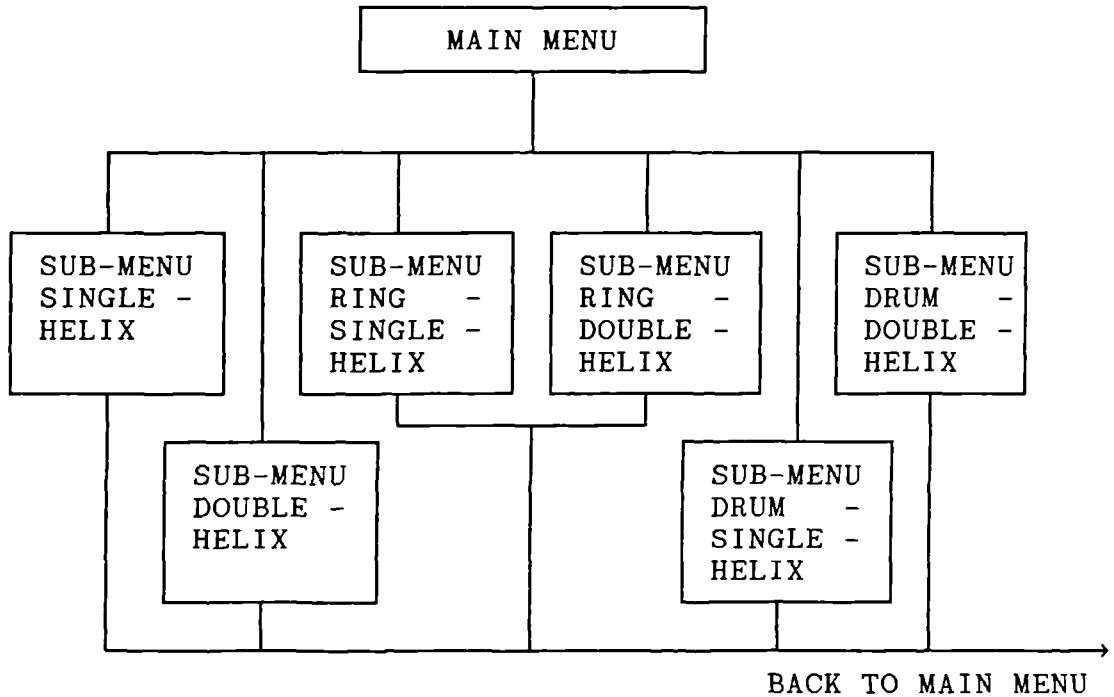 MAIN MENU
SUB-MENU
SINGLE -
HELIX
SUB-MENU
RING -
SINGLE -
HELIX
SUB-MENU
RING -
DOUBLE -
HELIX
SUB-MENU
DRUM -
DOUBLE -
HELIX
SUB-MENU
DOUBLE -
HELIX
SUB-MENU
DRUM -
SINGLE -
HELIX
BACK TO MAIN MENU